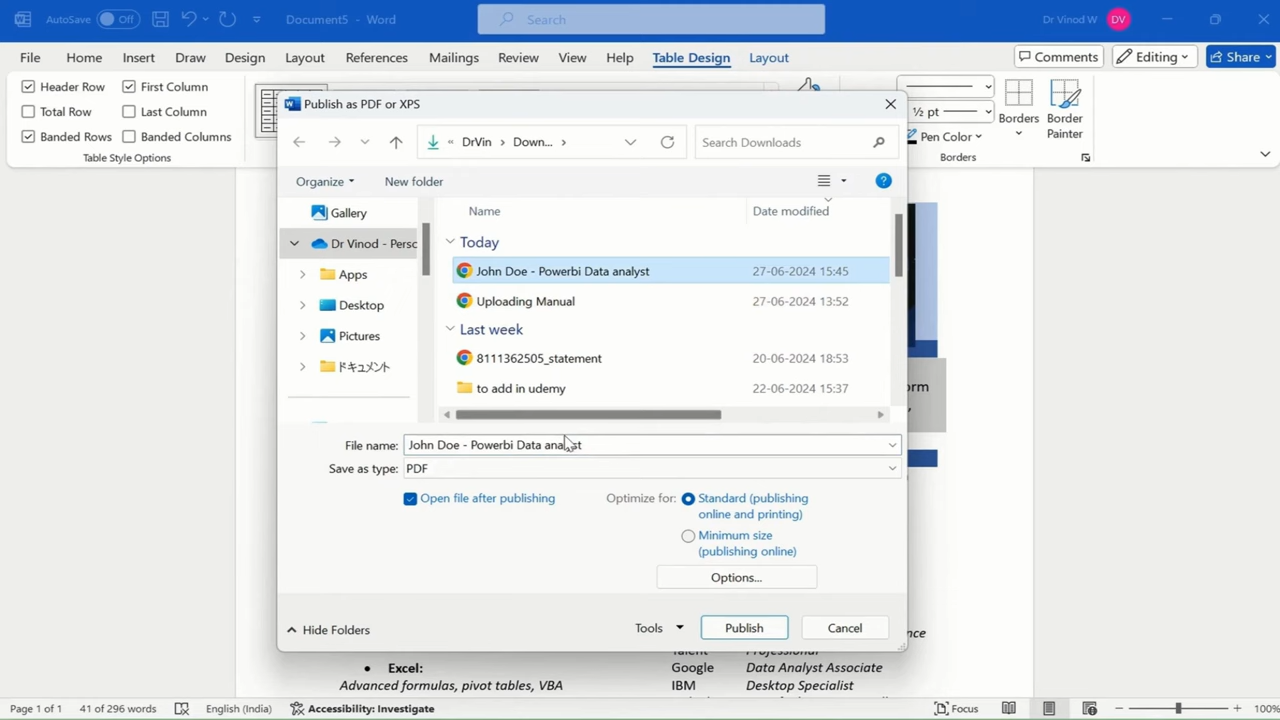 AutoSave Off Document5 - Word Search Dr Vinod W DV
File Home Insert Draw Design Layout References Mailings Review View Help Table Design Layout Comments Editing Share
Header Row First Column
Total Row Last Column
Banded Rows Banded Columns
Table Style Options
½ pt
Pen Color
Borders
Border Painter
Borders
Publish as PDF or XPS
« DrVin › Down... › Search Downloads
Organize New folder
Gallery
Dr Vinod - Perso
Apps
Desktop
Pictures
ドキュメント
Name Date modified
Today
John Doe - Powerbi Data analyst 27-06-2024 15:45
Uploading Manual 27-06-2024 13:52
Last week
8111362505_statement 20-06-2024 18:53
to add in udemy 22-06-2024 15:37
File name: John Doe - Powerbi Data analyst
Save as type: PDF
Open file after publishing
Optimize for: Standard (publishing
online and printing)
Minimum size
(publishing online)
Options...
Hide Folders Tools Publish Cancel
Excel:
Advanced formulas, pivot tables, VBA
Talent Professional
Google Data Analyst Associate
IBM Desktop Specialist
Page 1 of 1 41 of 296 words English (India) Accessibility: Investigate Focus 100%